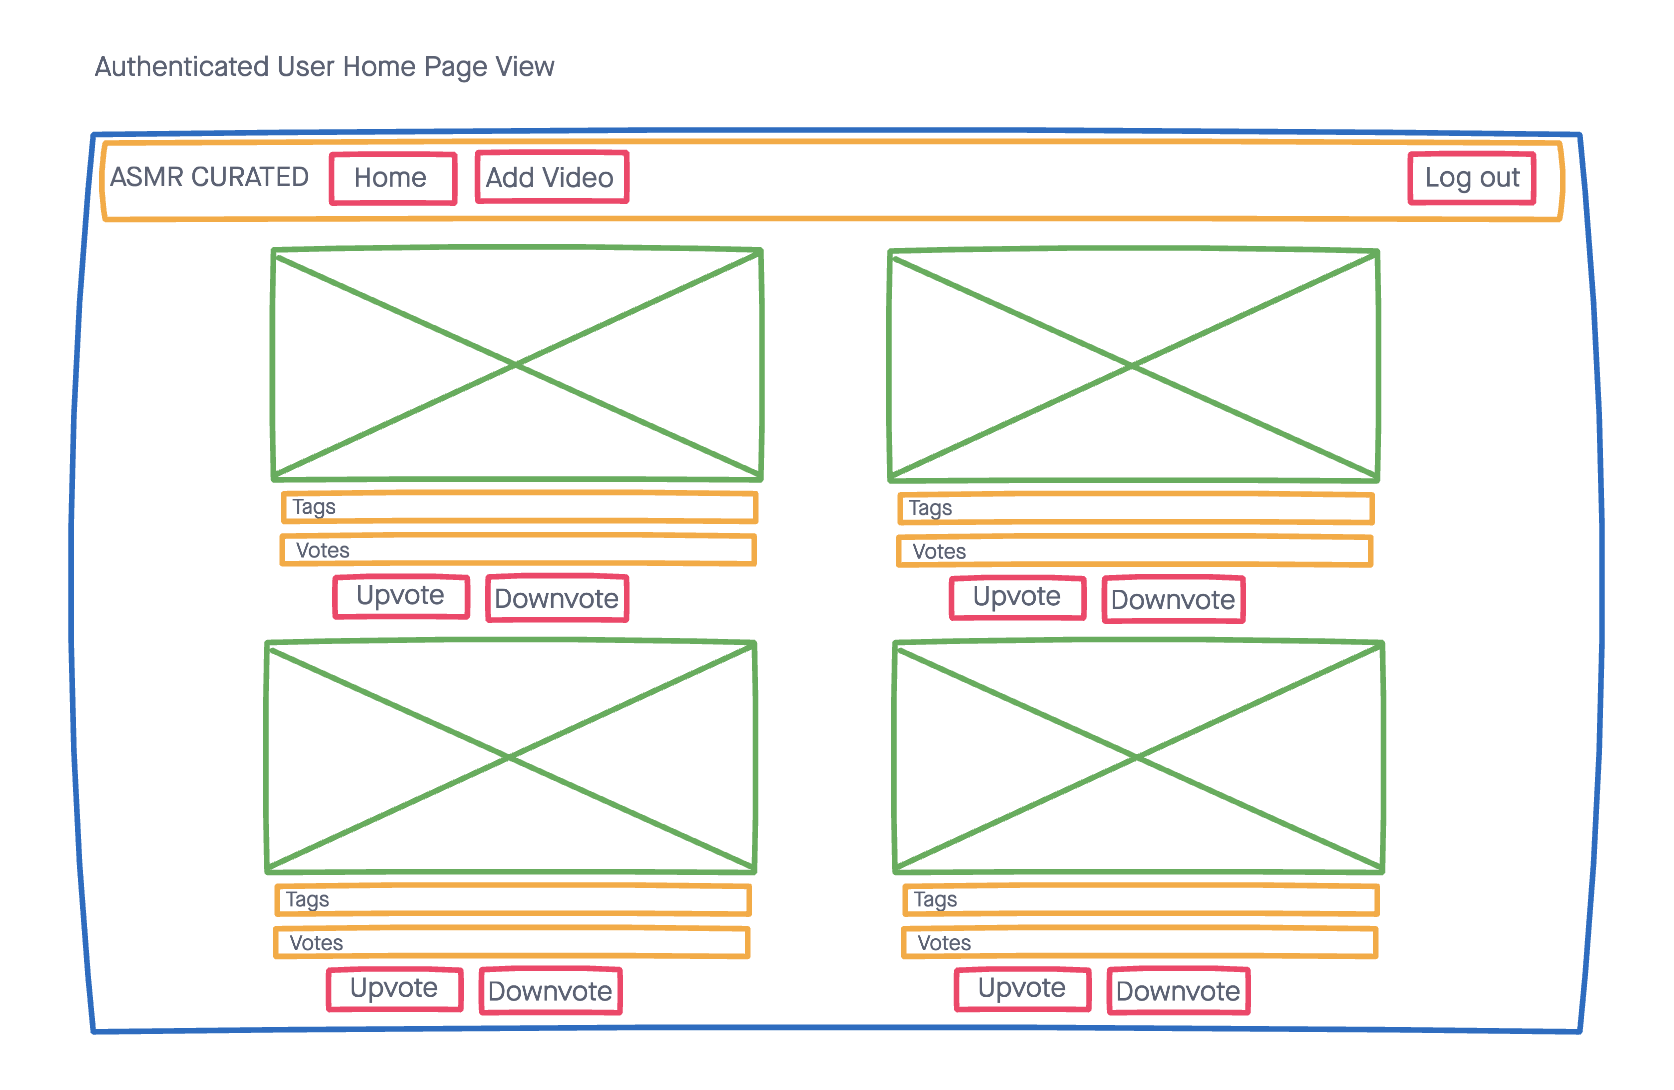 Authenticated User Home Page View
ASMR CURATED Home Add Video Log out
Tags Tags
Votes Votes
Upvote Downvote Upvote Downvote
Tags Tags
Votes Votes
Upvote Downvote Upvote Downvote